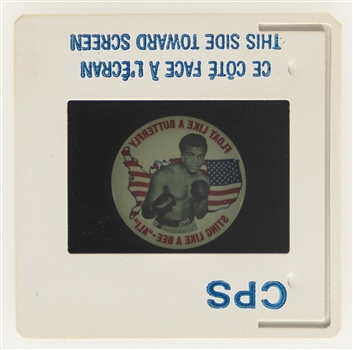 THIS SIDE TOWARD SCREEN
CE CÔTÉ FACE À L'ÉCRAN
FLOAT LIKE A BUTTERFLY
STING LIKE A BEE-"ALI"
CPS